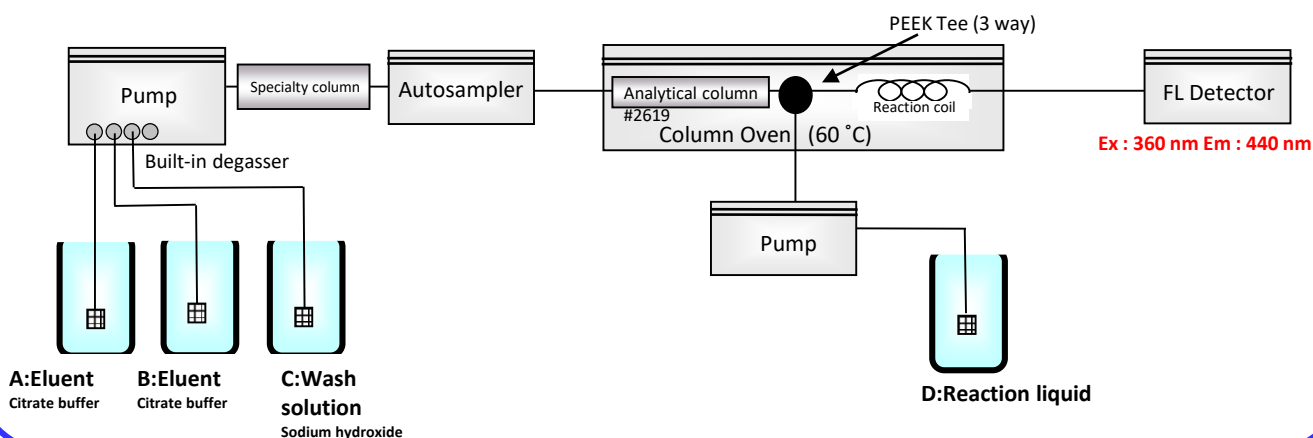 PEEK Tee (3 way)
Pump
Specialty column
Autosampler
Analytical column
#2619
Reaction coil
Column Oven (60 ˚C)
FL Detector
Ex : 360 nm Em : 440 nm
Built-in degasser
Pump
A:Eluent
Citrate buffer
B:Eluent
Citrate buffer
C:Wash
solution
Sodium hydroxide
D:Reaction liquid